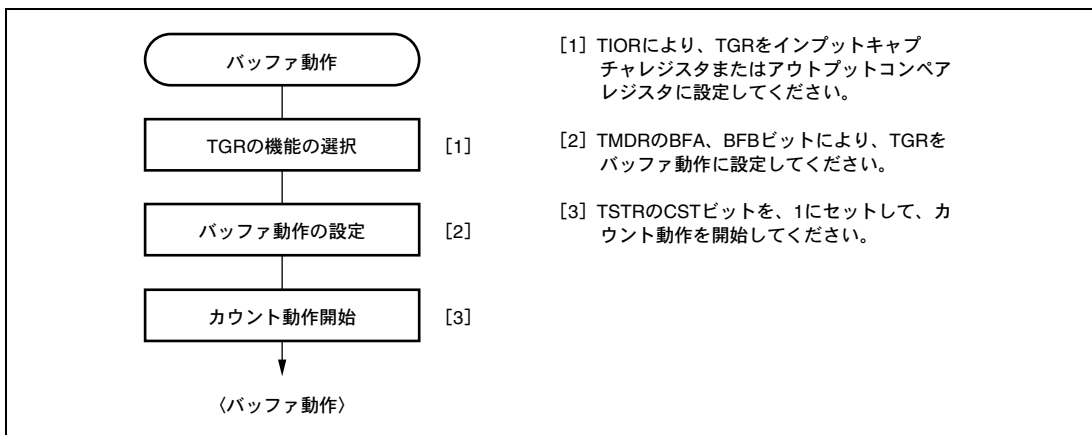 バッファ動作
TGRの機能の選択 [1]
バッファ動作の設定 [2]
カウント動作開始 [3]
〈バッファ動作〉
[1] TIORにより、TGRをインプットキャプ
チャレジスタまたはアウトプットコンペア
レジスタに設定してください。
[2] TMDRのBFA、BFBビットにより、TGRを
バッファ動作に設定してください。
[3] TSTRのCSTビットを、1にセットして、カ
ウント動作を開始してください。